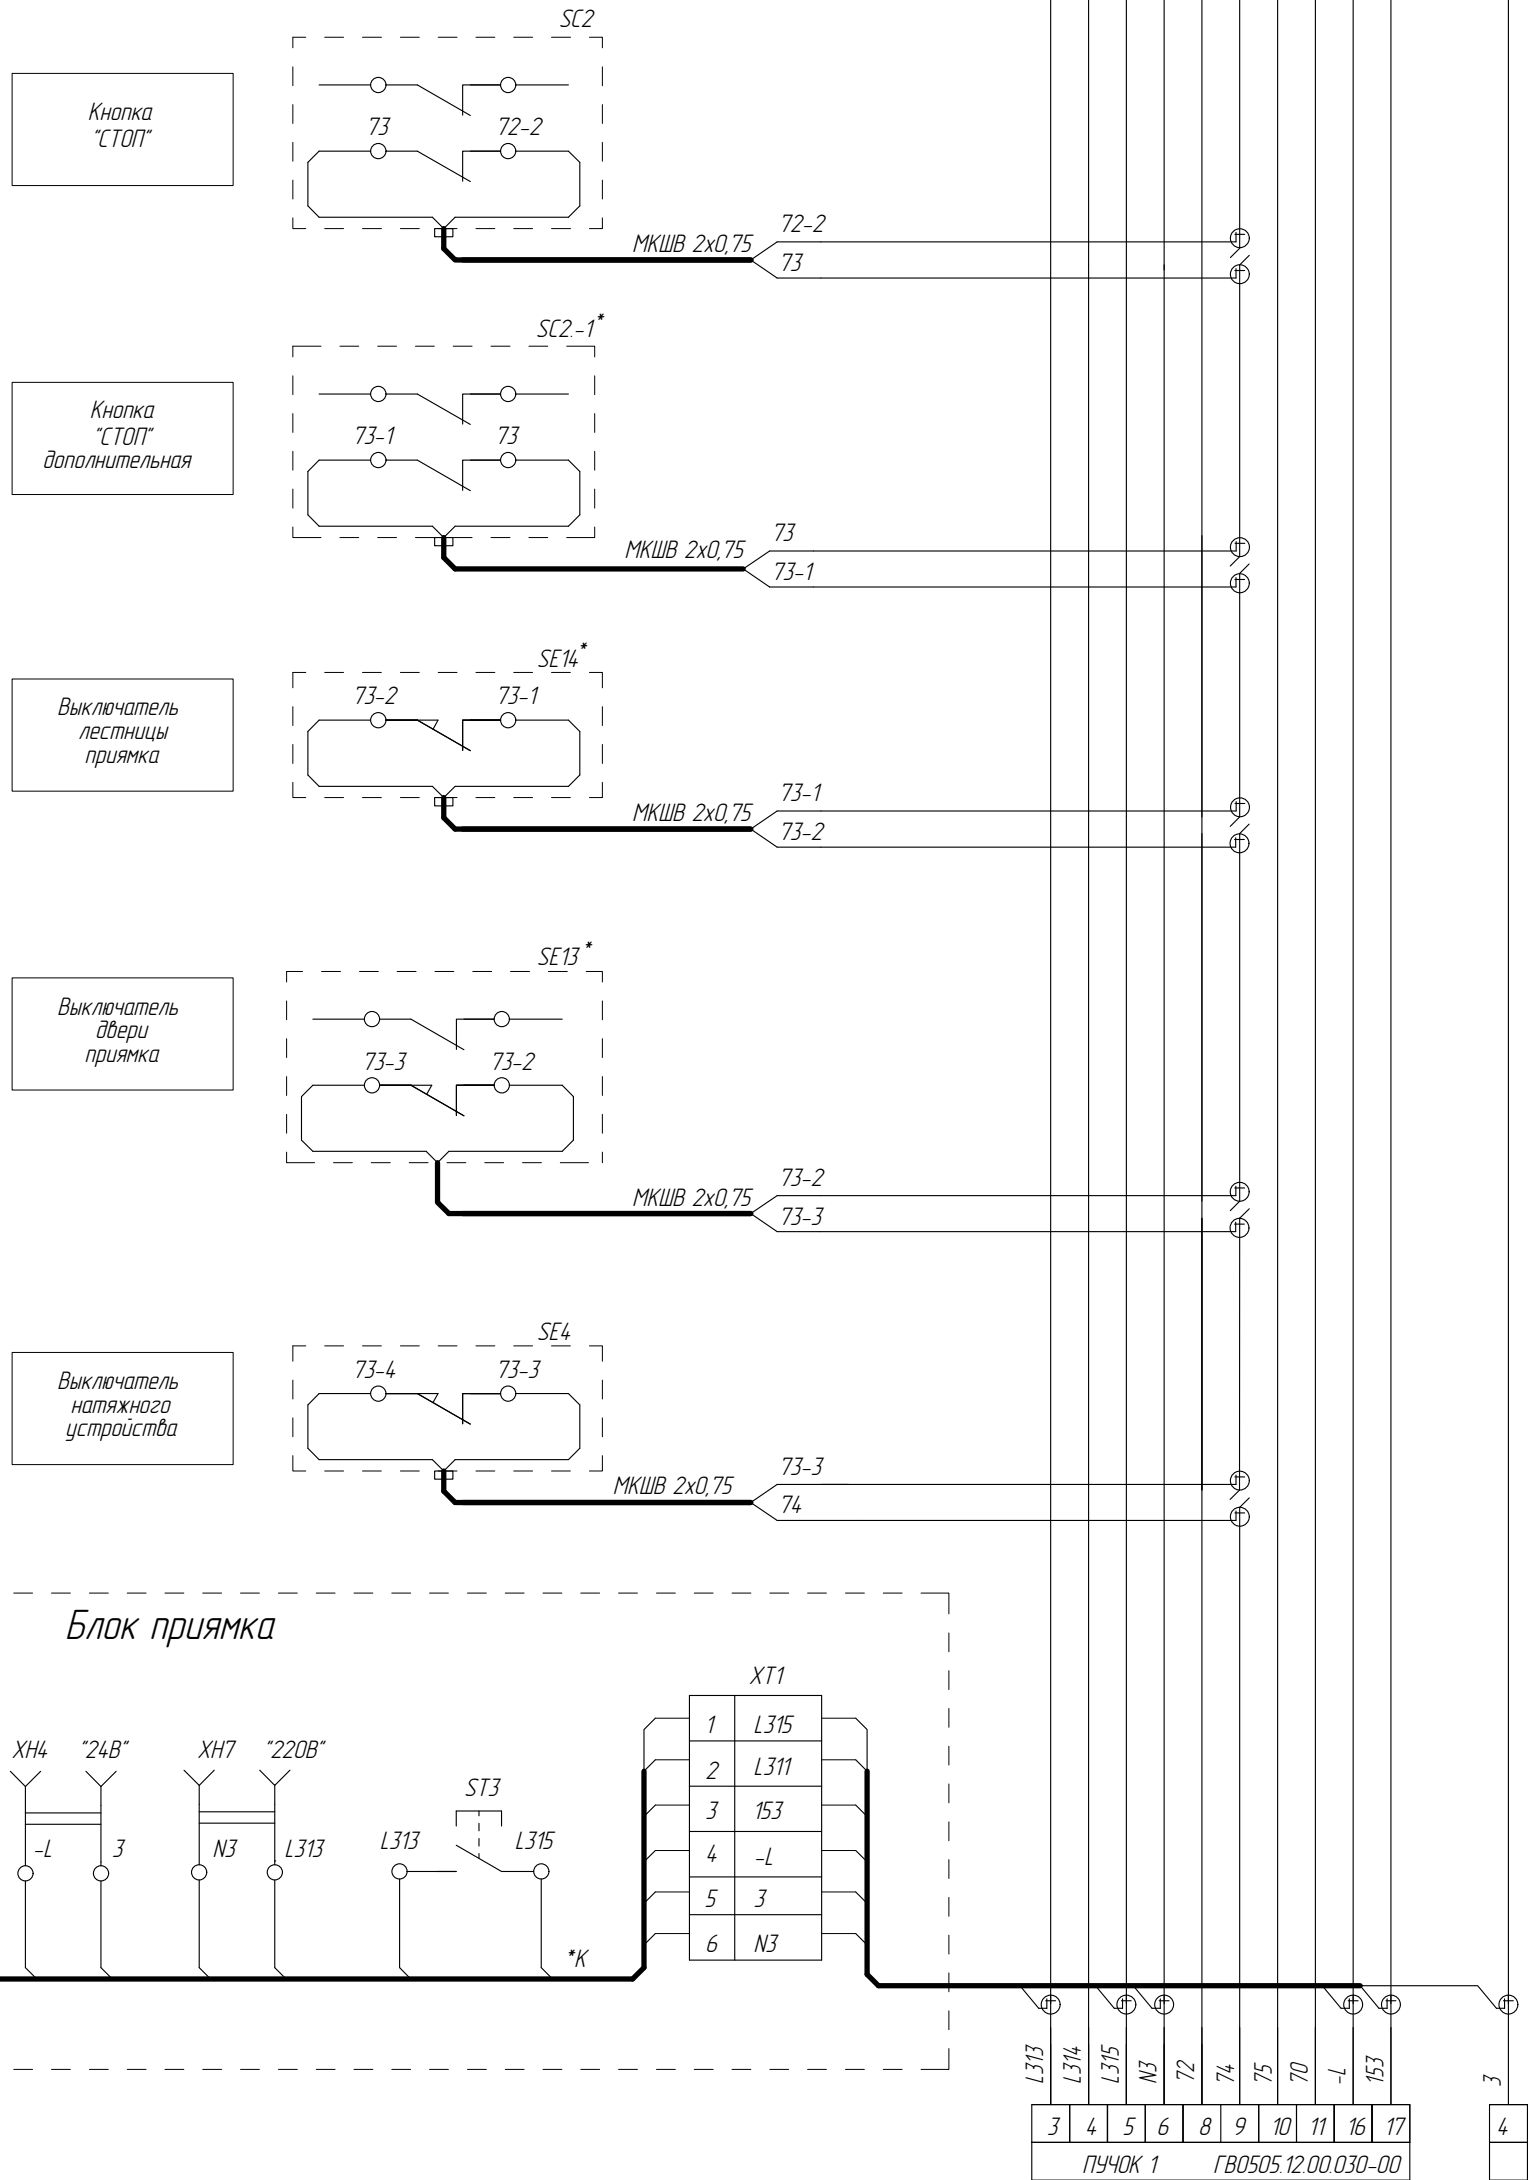 SC2
Кнопка
"СТОП"
73
72-2
МКШВ 2х0,75
72-2
73
SC2.-1*
Кнопка
"СТОП"
дополнительная
73-1
73
МКШВ 2х0,75
73
73-1
SE14*
Выключатель
лестницы
приямка
73-2
73-1
МКШВ 2х0,75
73-1
73-2
SE13*
Выключатель
двери
приямка
73-3
73-2
МКШВ 2х0,75
73-2
73-3
SE4
Выключатель
натяжного
устройства
73-4
73-3
МКШВ 2х0,75
73-3
74
Блок приямка
XT1
1 L315
2 L311
3 153
4 -L
5 3
6 N3
XH4 "24В"
XH7 "220В"
ST3
-L
3
N3
L313
L313
L315
*К
L313
L314
L315
N3
72
74
75
70
-L
153
3
3 4 5 6 8 9 10 11 16 17
4
ПУЧОК 1 ГВ0505.12.00.030-00